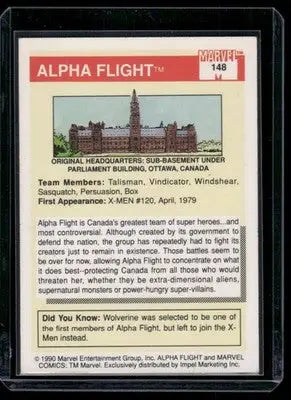 MARVEL
148
ALPHA FLIGHT™
ORIGINAL HEADQUARTERS: SUB-BASEMENT UNDER
PARLIAMENT BUILDING, OTTAWA, CANADA
Team Members: Talisman, Vindicator, Windshear,
Sasquatch, Persuasion, Box
First Appearance: X-MEN #120, April, 1979
Alpha Flight is Canada's greatest team of super heroes...and
most controversial. Although created by its government to
defend the nation, the group has repeatedly had to fight its
creators just to remain in existence. Those battles seem to
be over for now, allowing Alpha Flight to concentrate on what
it does best--protecting Canada from all those who would
threaten her, whether they be extra-dimensional aliens,
supernatural monsters or power-hungry super-villains.
Did You Know: Wolverine was selected to be one of
the first members of Alpha Flight, but left to join the X-
Men instead.
© 1990 Marvel Entertainment Group, Inc. ALPHA FLIGHT and MARVEL
COMICS: TM Marvel. Exclusively distributed by Impel Marketing Inc.